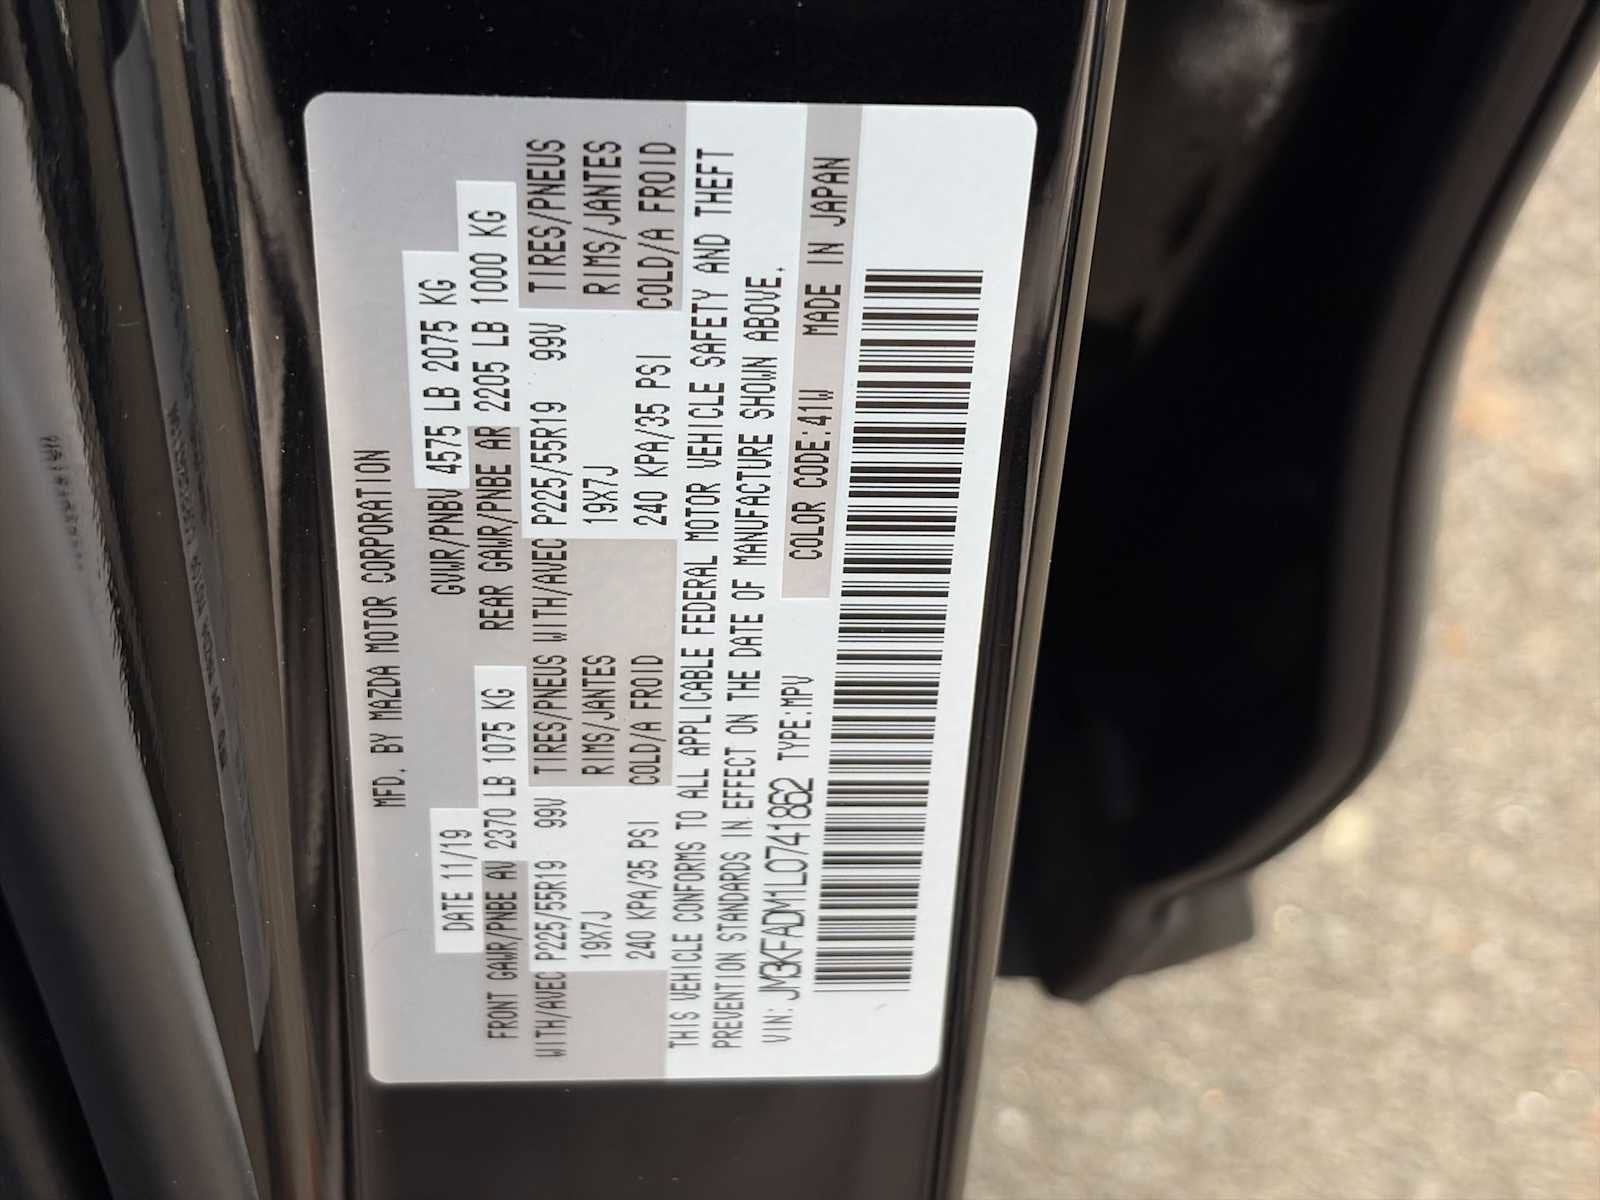 MFD. BY MAZDA MOTOR CORPORATION
DATE 11/19 GVWR/PNBV 4575 LB 2075 KG
FRONT GAWR/PNBE AV 2370 LB 1075 KG REAR GAWR/PNBE AR 2205 LB 1000 KG
WITH/AVEC P225/55R19 99V TIRES/PNEUS WITH/AVEC P225/55R19 99V TIRES/PNEUS
19X7J RIMS/JANTES 19X7J RIMS/JANTES
240 KPA/35 PSI COLD/A FROID 240 KPA/35 PSI COLD/A FROID
THIS VEHICLE CONFORMS TO ALL APPLICABLE FEDERAL MOTOR VEHICLE SAFETY AND THEFT
PREVENTION STANDARDS IN EFFECT ON THE DATE OF MANUFACTURE SHOWN ABOVE.
VIN: JM3KFADM1L0741862 TYPE:MPV COLOR CODE:41W MADE IN JAPAN